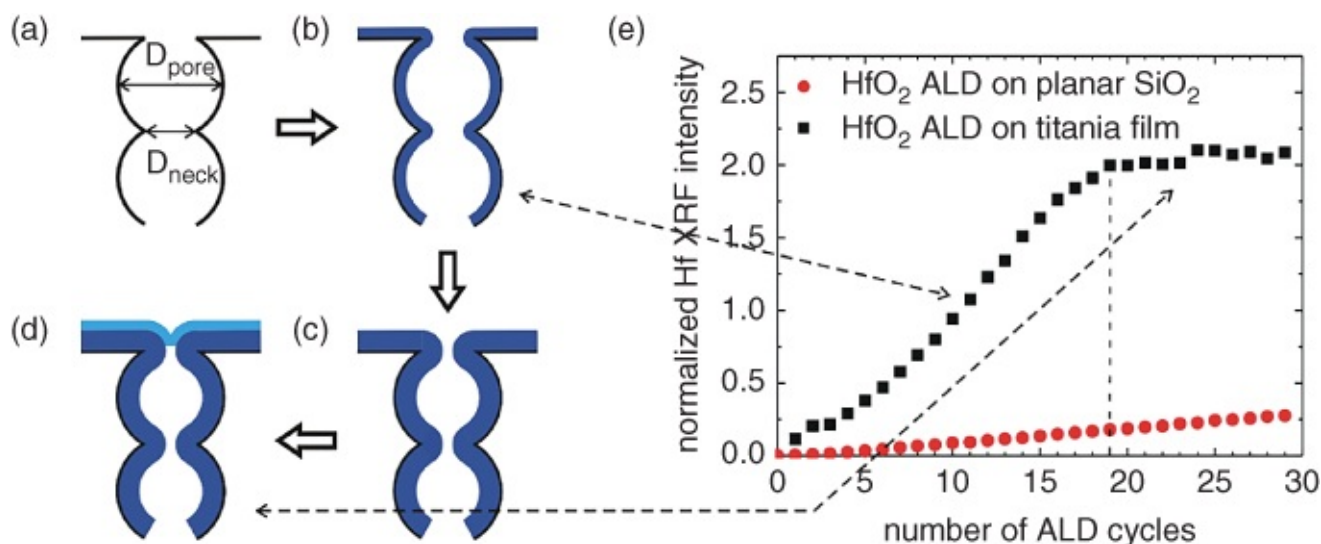 (a)
D_pore
D_neck
(b)
(d)
(c)
(e)
normalized Hf XRF intensity
2.5
2.0
1.5
1.0
0.5
0.0
HfO₂ ALD on planar SiO₂
HfO₂ ALD on titania film
0 5 10 15 20 25 30
number of ALD cycles